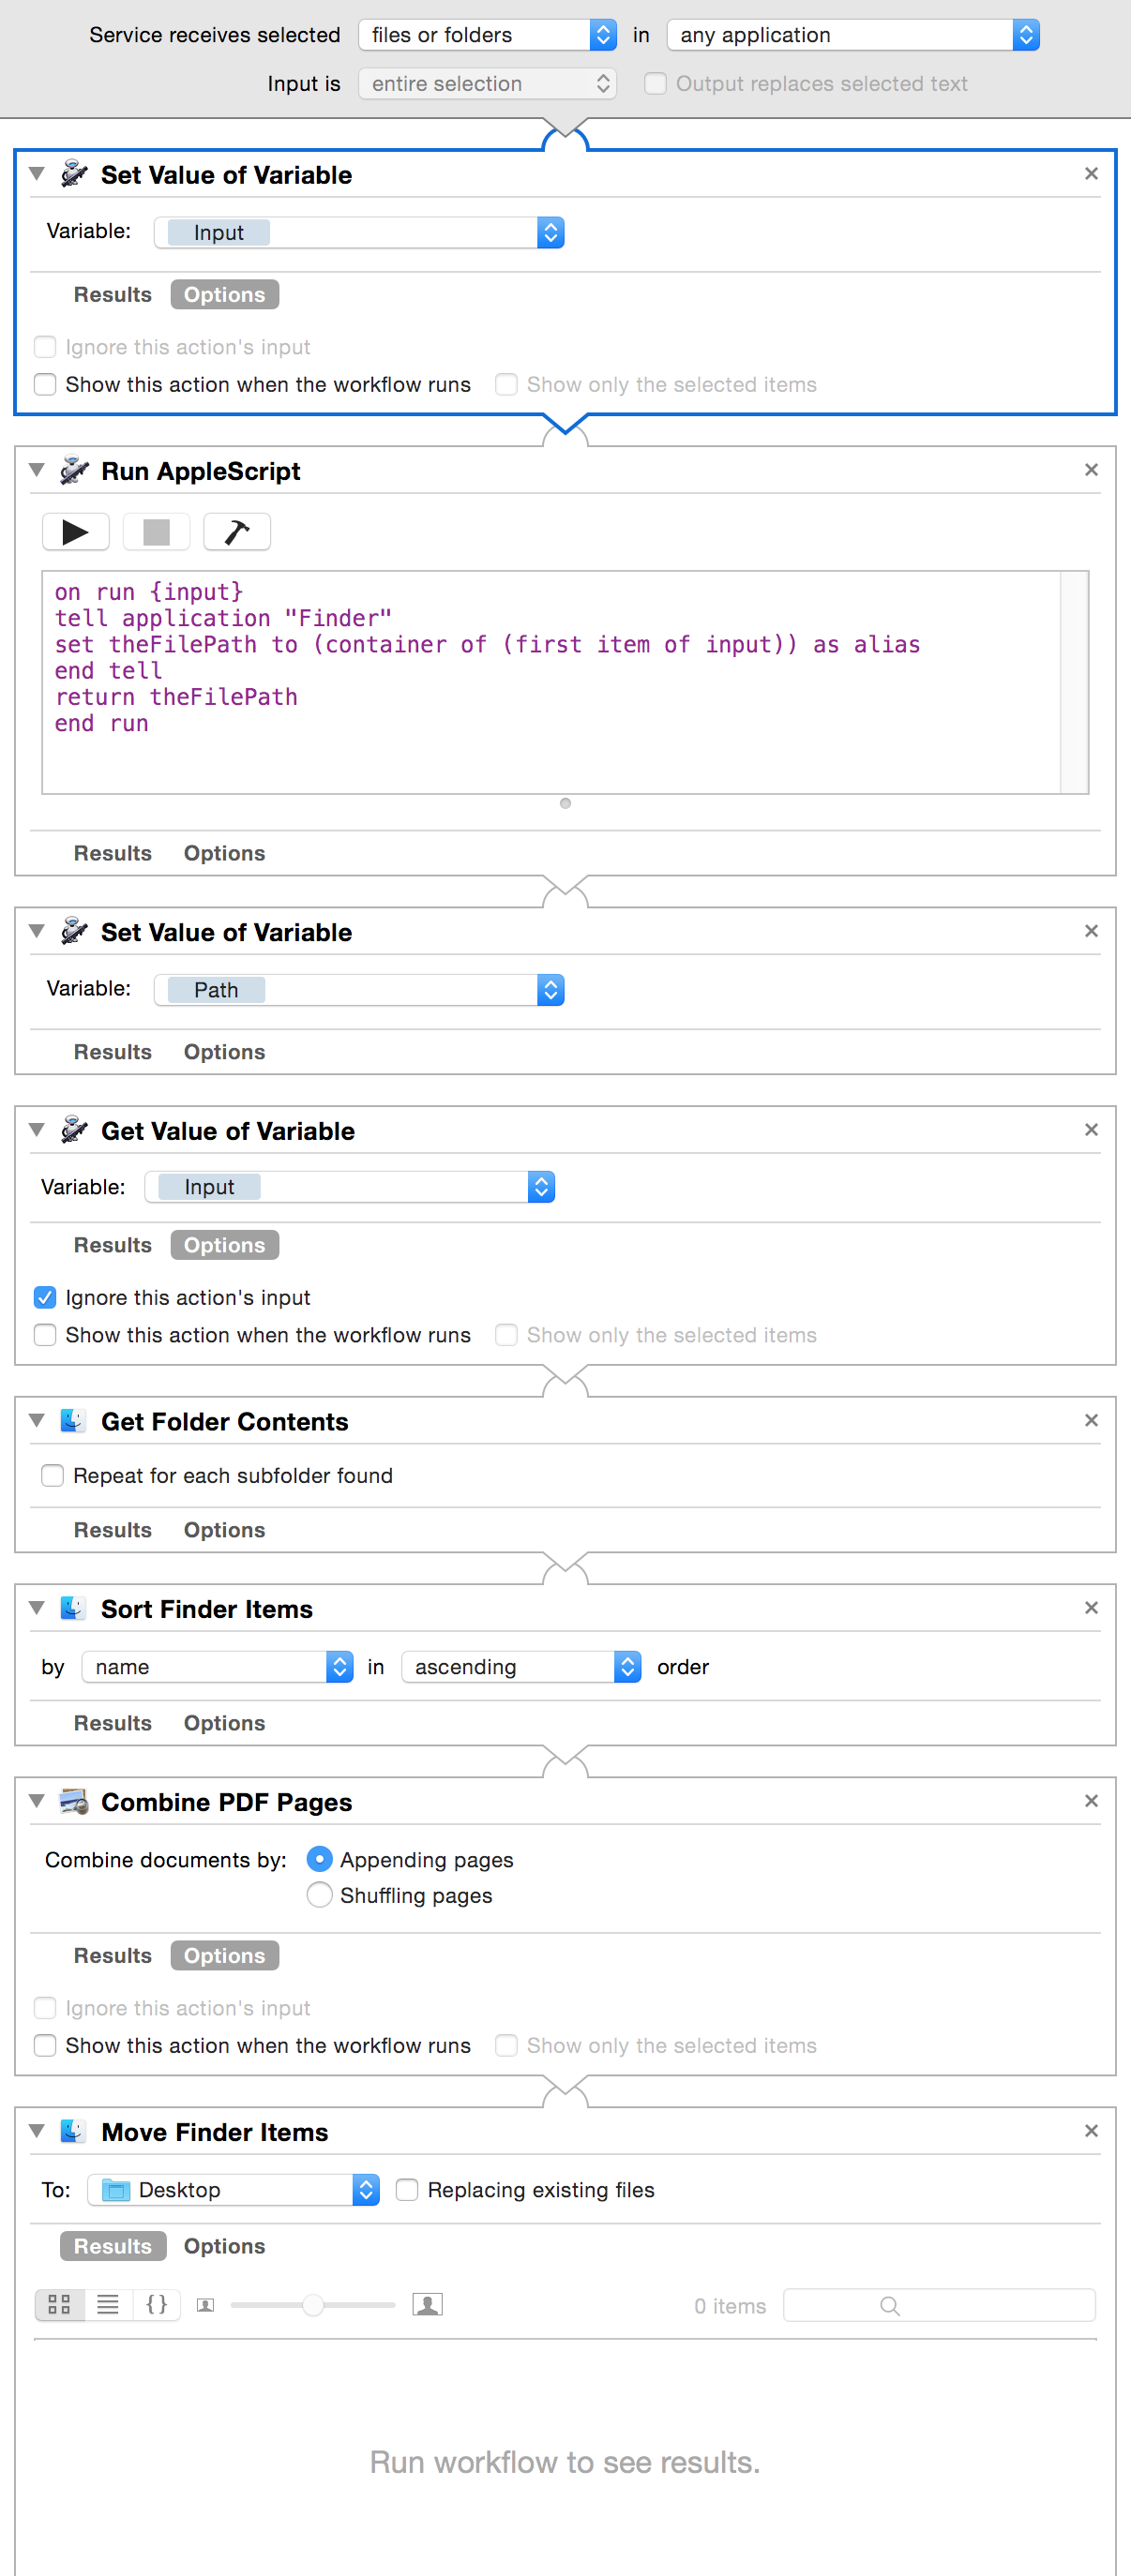 Service receives selected files or folders in any application
Input is entire selection Output replaces selected text
Set Value of Variable
Variable: Input
Results Options
Ignore this action's input
Show this action when the workflow runs Show only the selected items
Run AppleScript
on run {input}
tell application "Finder"
set theFilePath to (container of (first item of input)) as alias
end tell
return theFilePath
end run
Results Options
Set Value of Variable
Variable: Path
Results Options
Get Value of Variable
Variable: Input
Results Options
Ignore this action's input
Show this action when the workflow runs Show only the selected items
Get Folder Contents
Repeat for each subfolder found
Results Options
Sort Finder Items
by name in ascending order
Results Options
Combine PDF Pages
Combine documents by: Appending pages
Shuffling pages
Results Options
Ignore this action's input
Show this action when the workflow runs Show only the selected items
Move Finder Items
To: Desktop Replacing existing files
Results Options
{ } 0 items
Run workflow to see results.